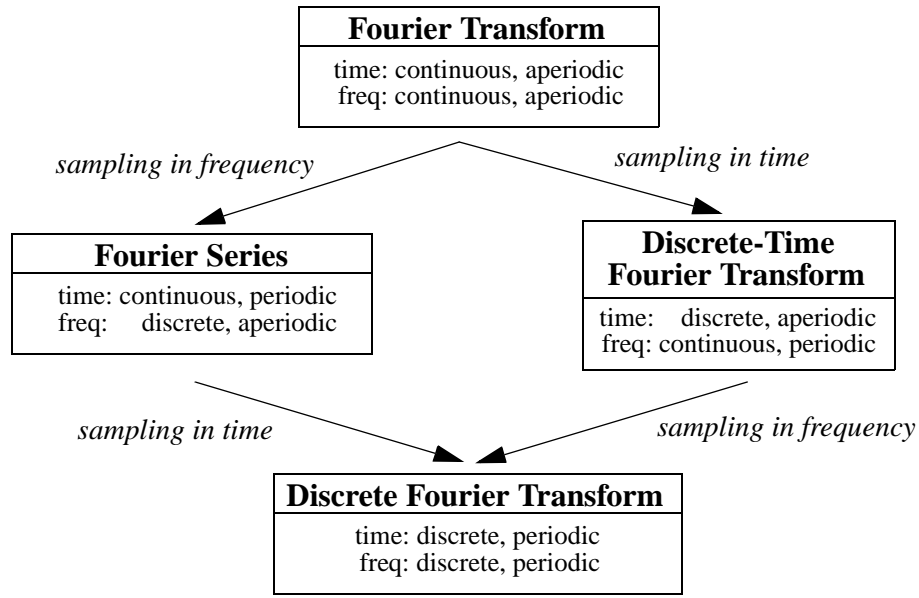 Fourier Transform
time: continuous, aperiodic
freq: continuous, aperiodic
sampling in frequency
sampling in time
Fourier Series
time: continuous, periodic
freq: discrete, aperiodic
Discrete-Time
Fourier Transform
time: discrete, aperiodic
freq: continuous, periodic
sampling in time
sampling in frequency
Discrete Fourier Transform
time: discrete, periodic
freq: discrete, periodic